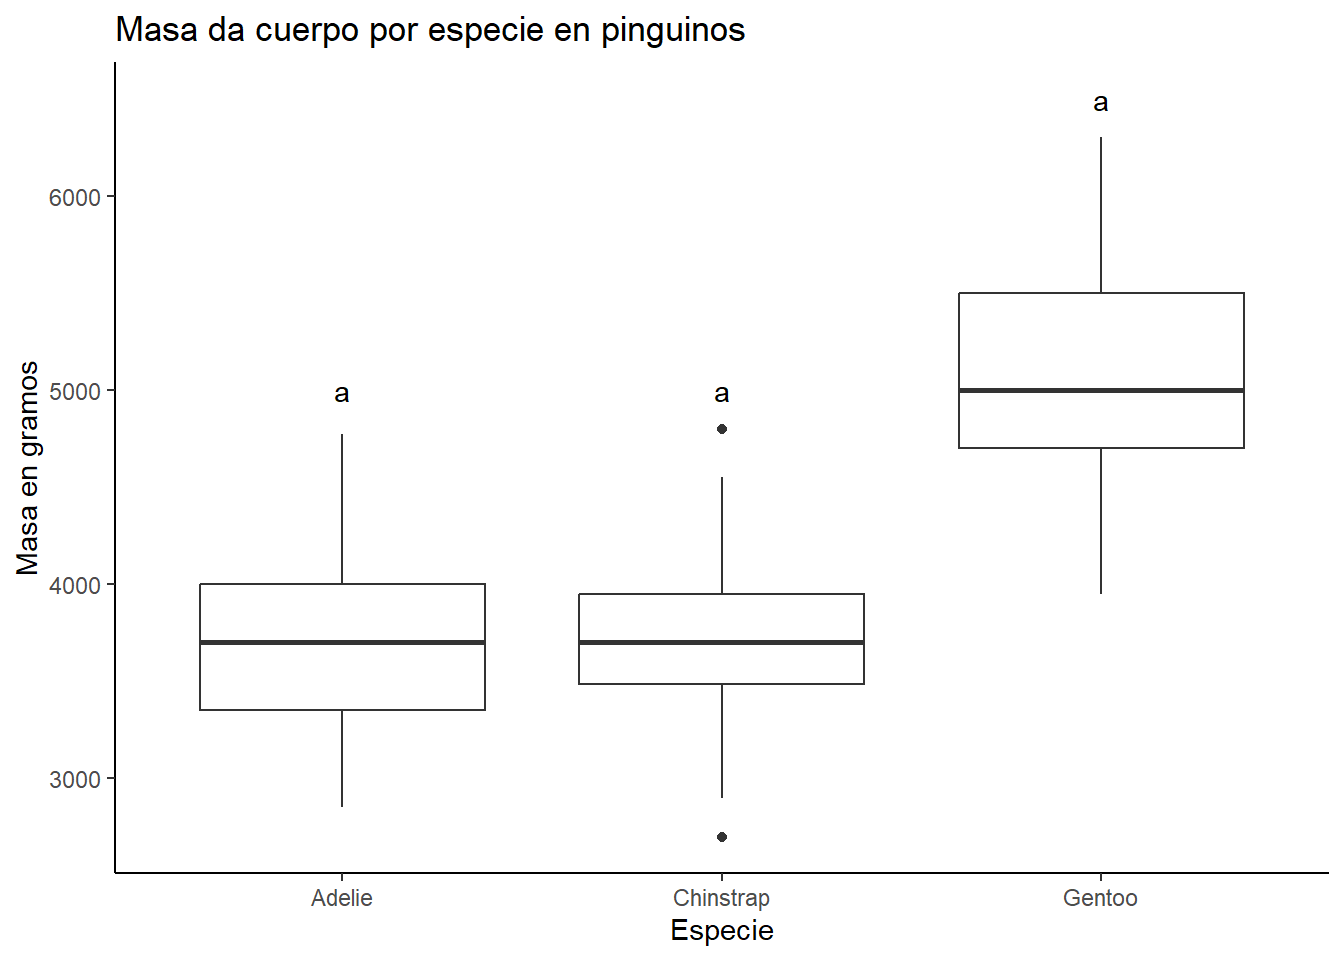 Masa da cuerpo por especie en pinguinos
a
6000
a
a
5000
4000
3000
Masa en gramos
Adelie
Chinstrap
Gentoo
Especie